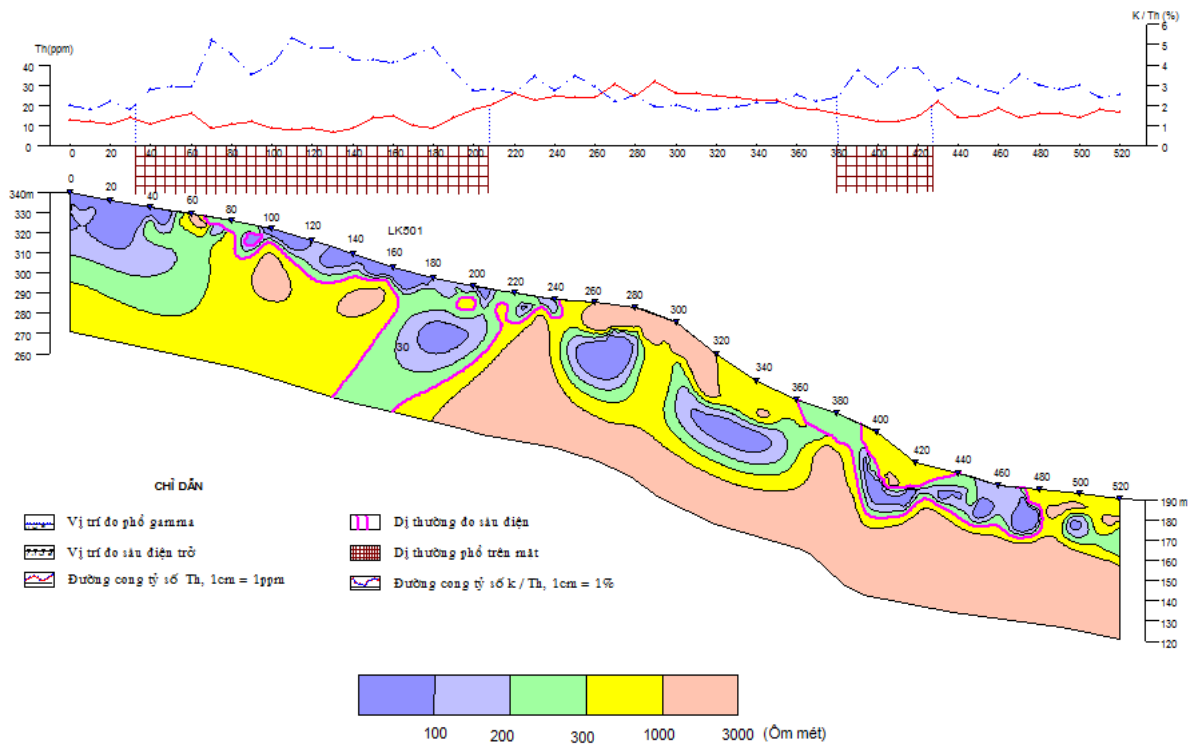 K / Th (%)
Th(ppm)
40
30
20
10
0
6
5
4
3
2
1
0
0 20 40 60 80 100 120 140 160 180 200 220 240 260 280 300 320 340 360 380 400 420 440 460 480 500 520
340m
330
320
310
300
290
280
270
260
0 20 40 60 80 100 120 140 160 180 200 220 240 260 280 300 320 340 360 380 400 420 440 460 480 500 520
LK501
30
190 m
180
170
160
150
140
130
120
CHỈ DẪN
Vị trí đo phổ gamma
Vị trí đo sâu điện trở
Đường cong tỷ số Th, 1cm = 1ppm
Dị thường đo sâu điện
Dị thường phổ trên mặt
Đường cong tỷ số k / Th, 1cm = 1%
100 200 300 1000 3000 (Ôm mét)